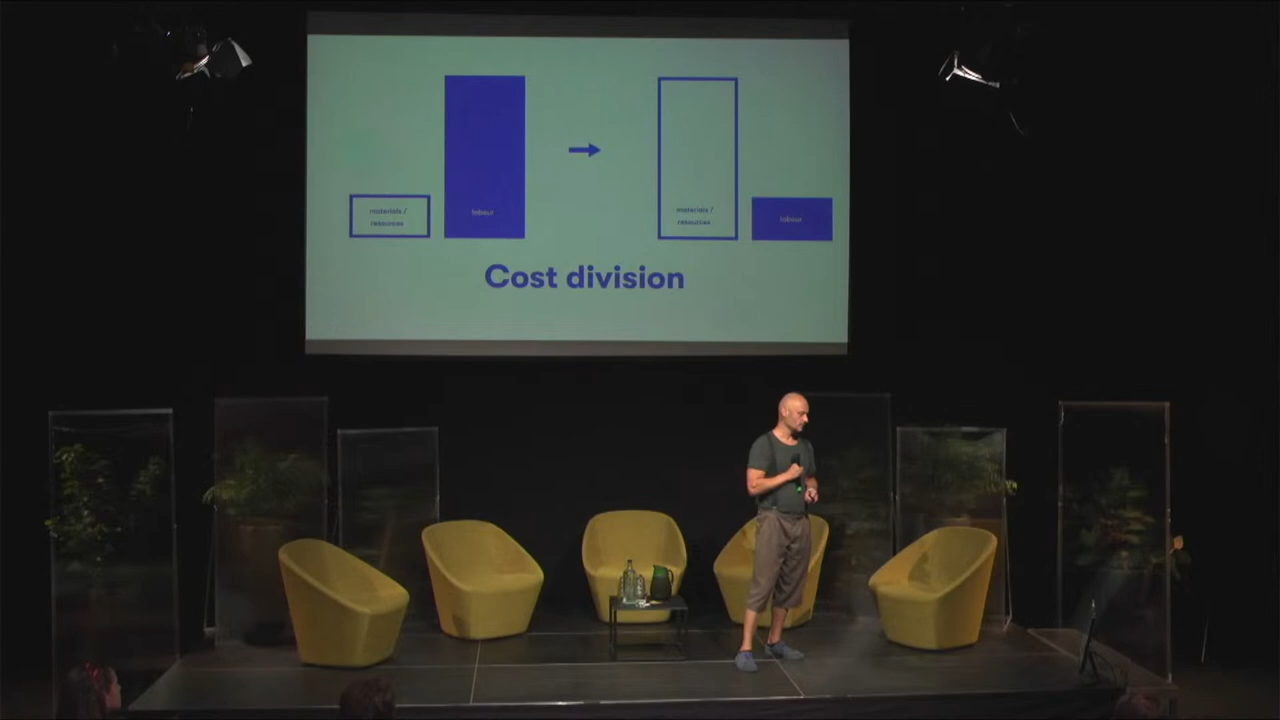 materials /
resources
labour
materials /
resources
labour
Cost division